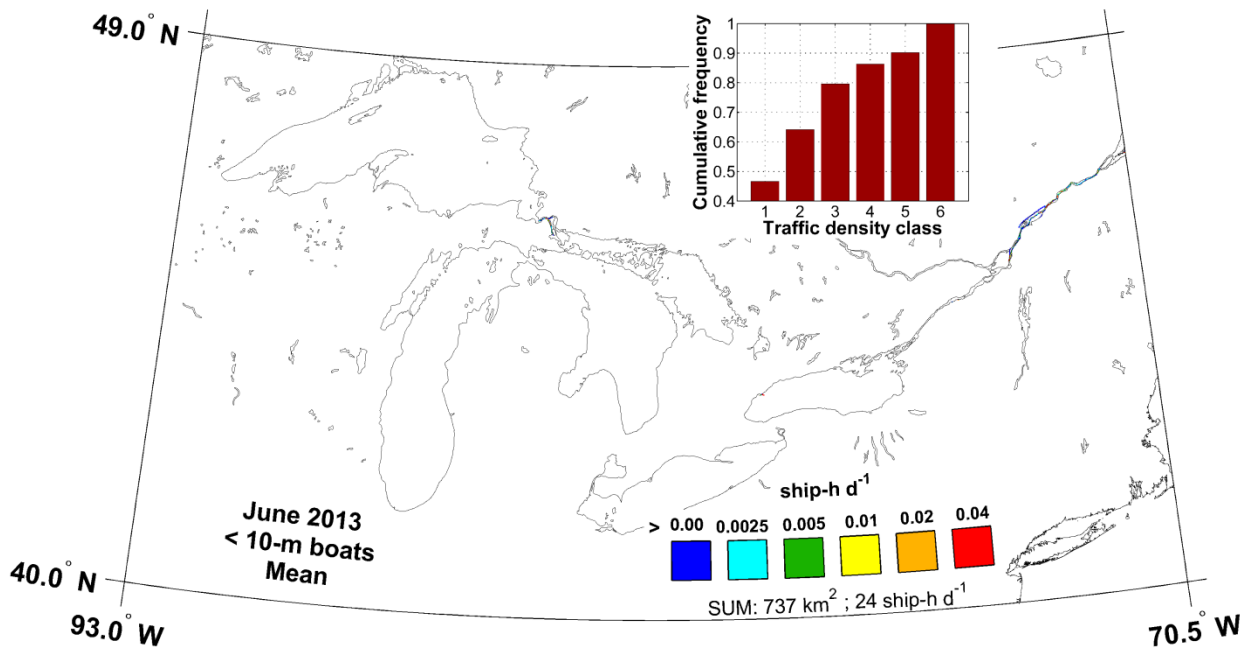 49.0° N
Cumulative frequency
1
0.9
0.8
0.7
0.6
0.5
0.4
1 2 3 4 5 6
Traffic density class
June 2013
< 10-m boats
Mean
ship-h d⁻¹
> 0.00 0.0025 0.005 0.01 0.02 0.04
SUM: 737 km² ; 24 ship-h d⁻¹
40.0° N
93.0° W
70.5° W